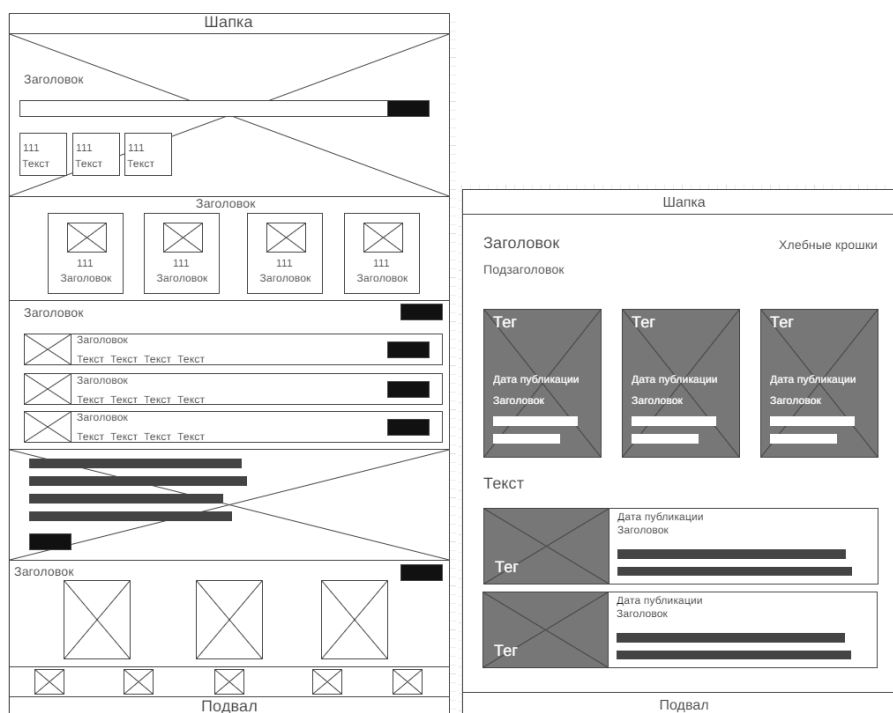 Шапка
Заголовок
111 111 111
Текст Текст Текст
Заголовок
111 111 111 111
Заголовок Заголовок Заголовок Заголовок
Заголовок
Заголовок
Текст Текст Текст Текст
Заголовок
Текст Текст Текст Текст
Заголовок
Текст Текст Текст Текст
Заголовок
Подвал
Шапка
Заголовок Хлебные крошки
Подзаголовок
Тег Тег Тег
Дата публикации Дата публикации Дата публикации
Заголовок Заголовок Заголовок
Текст
Дата публикации
Заголовок
Тег
Дата публикации
Заголовок
Тег
Подвал